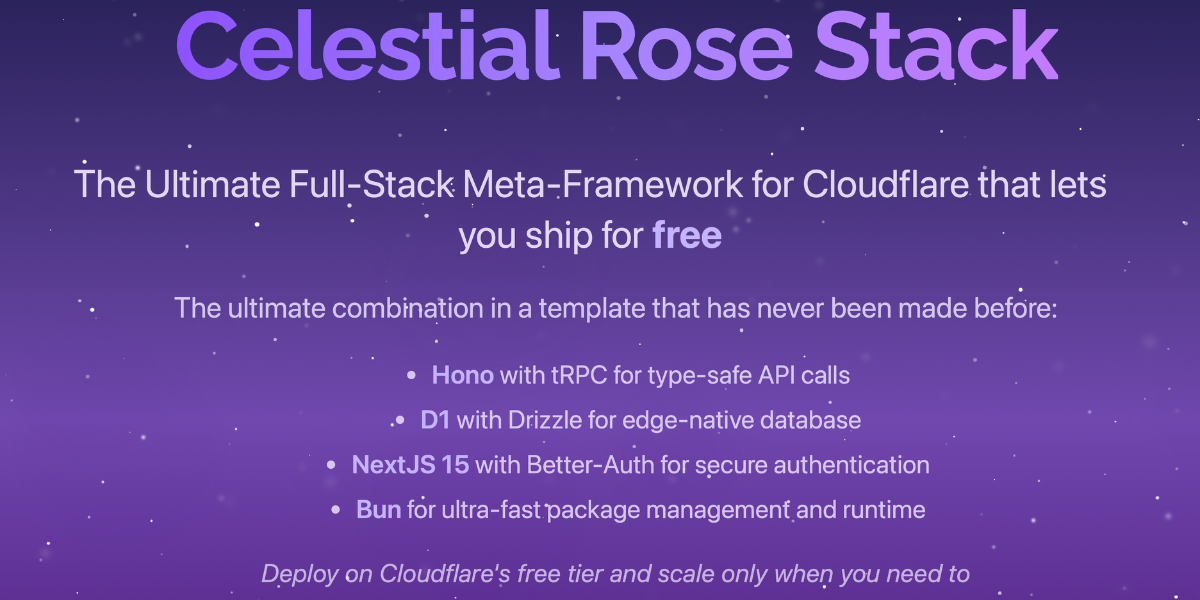 Celestial Rose Stack
The Ultimate Full-Stack Meta-Framework for Cloudflare that lets
you ship for free
The ultimate combination in a template that has never been made before:
• Hono with tRPC for type-safe API calls
• D1 with Drizzle for edge-native database
• NextJS 15 with Better-Auth for secure authentication
• Bun for ultra-fast package management and runtime
Deploy on Cloudflare's free tier and scale only when you need to